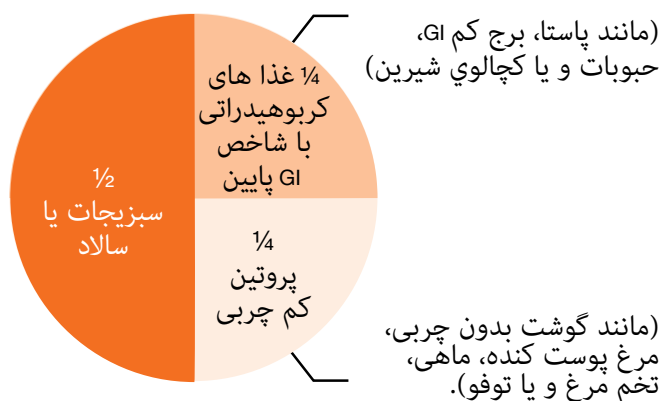 (مانند پاستا، برج کم GI،
حبوبات و یا کچالوي شیرین)
¼ غذا های
کربوهیدراتی
با شاخص
GI پایین
½
سبزیجات یا
سالاد
¼
پروتین
کم چربی
(مانند گوشت بدون چربی،
مرغ پوست کنده، ماهی،
تخم مرغ و یا توفو).